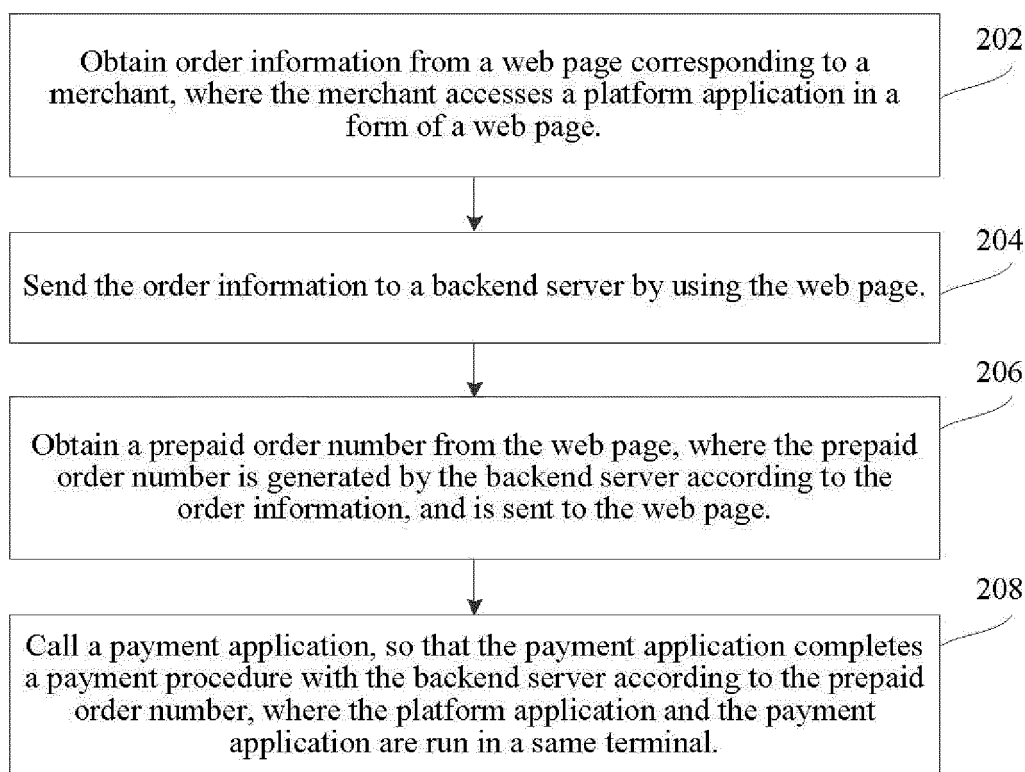 202
Obtain order information from a web page corresponding to a
merchant, where the merchant accesses a platform application in a
form of a web page.
204
Send the order information to a backend server by using the web page.
206
Obtain a prepaid order number from the web page, where the prepaid
order number is generated by the backend server according to the
order information, and is sent to the web page.
208
Call a payment application, so that the payment application completes
a payment procedure with the backend server according to the prepaid
order number, where the platform application and the payment
application are run in a same terminal.